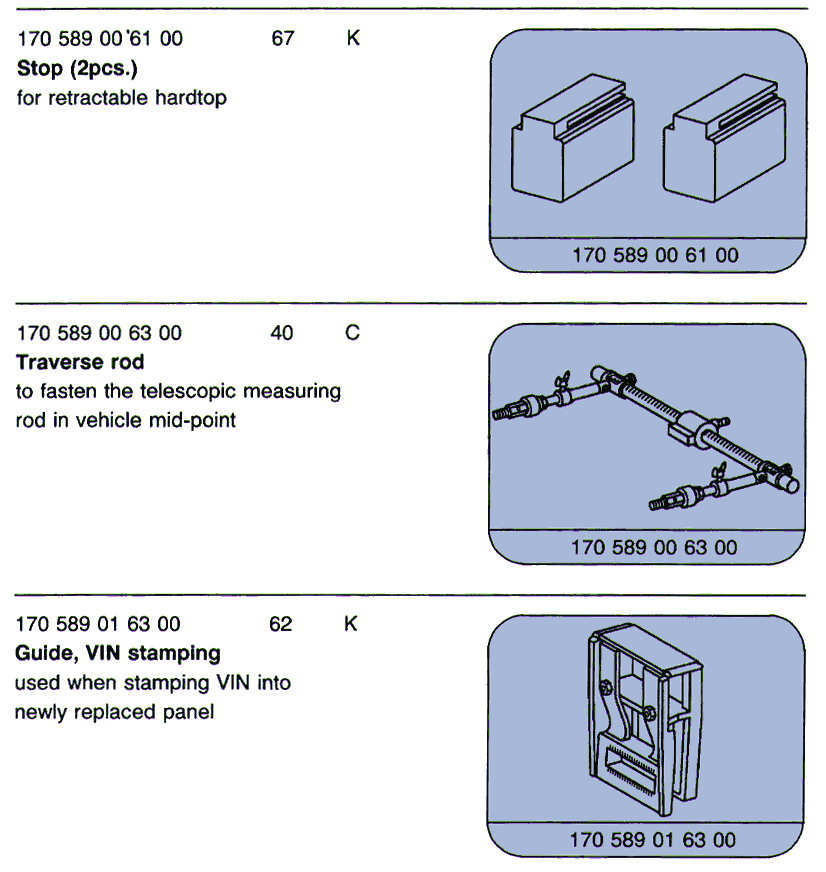 170 589 00 61 00 67 K
Stop (2pcs.)
for retractable hardtop
170 589 00 61 00
170 589 00 63 00 40 C
Traverse rod
to fasten the telescopic measuring
rod in vehicle mid-point
170 589 00 63 00
170 589 01 63 00 62 K
Guide, VIN stamping
used when stamping VIN into
newly replaced panel
170 589 01 63 00